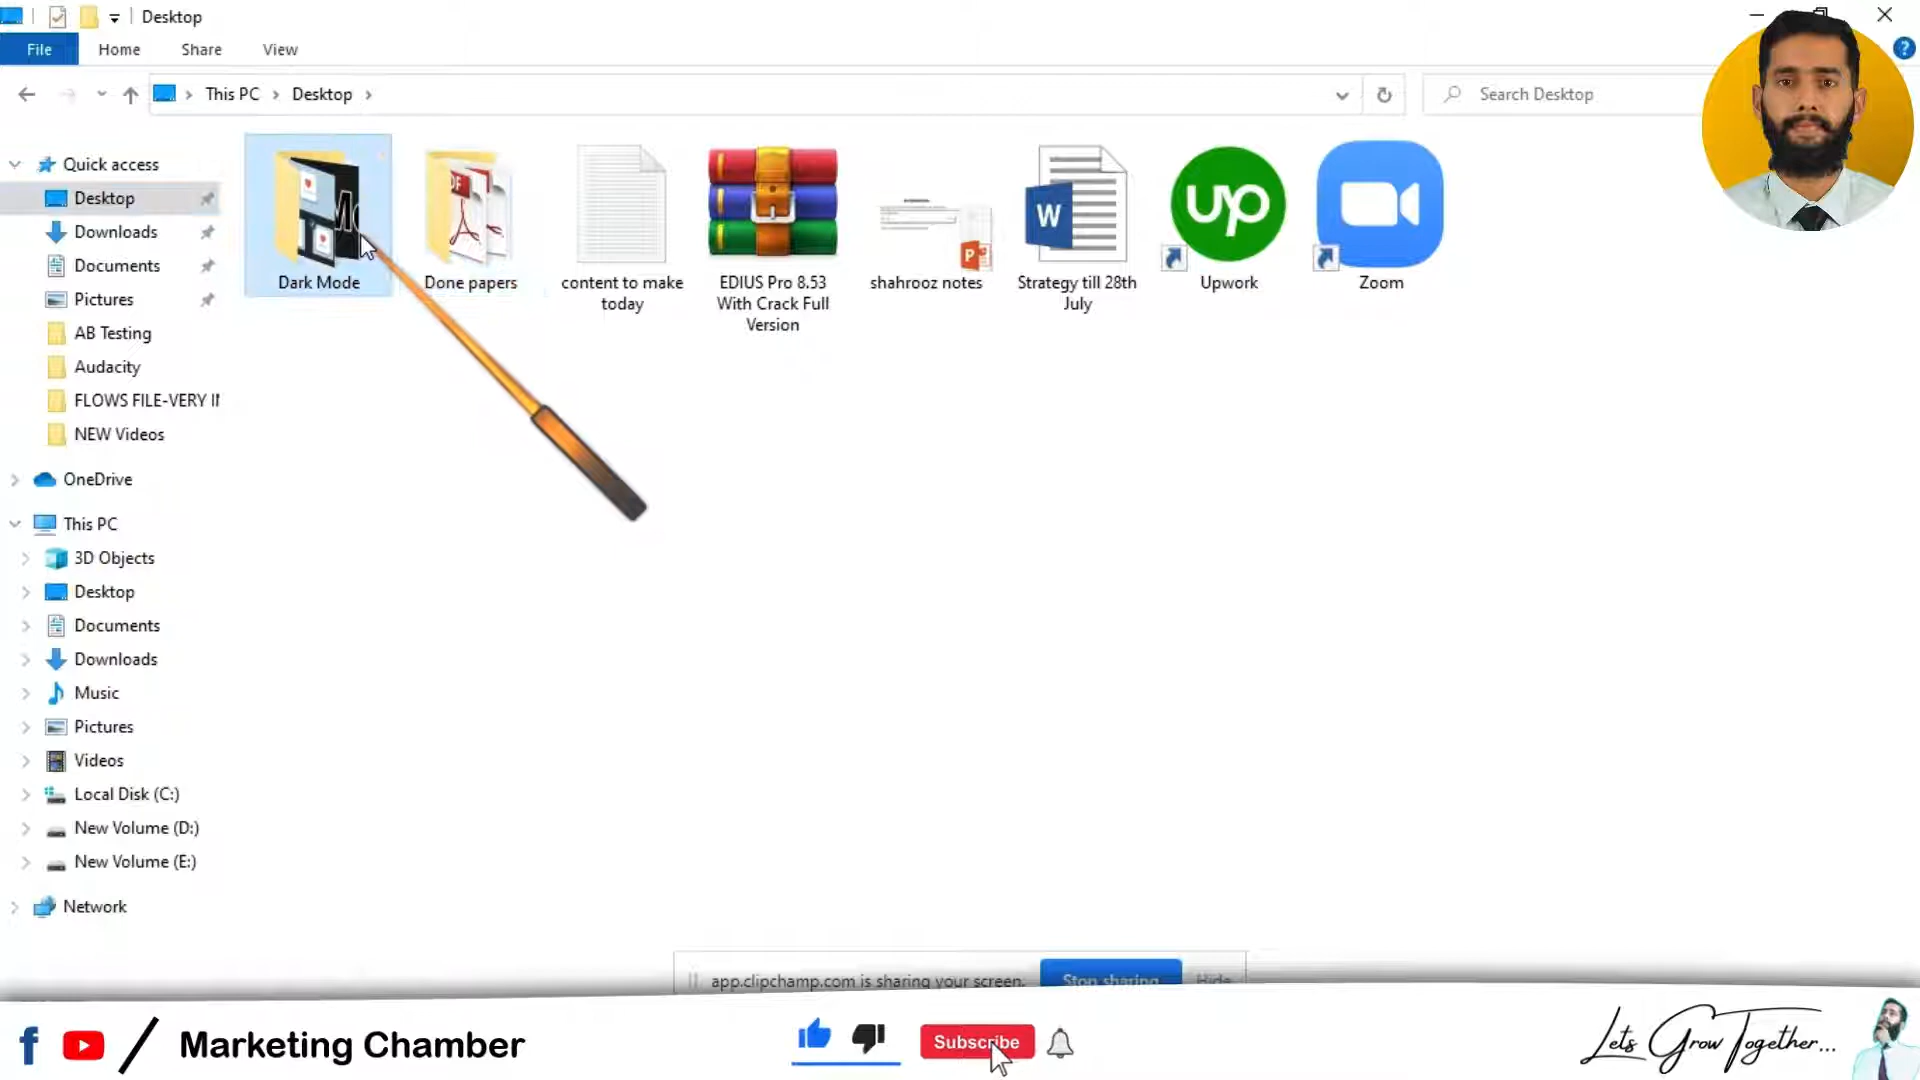 Desktop
File Home Share View
This PC Desktop
Search Desktop
Quick access
Desktop
Downloads
Documents
Pictures
AB Testing
Audacity
FLOWS FILE-VERY
NEW Videos
OneDrive
This PC
3D Objects
Desktop
Documents
Downloads
Music
Pictures
Videos
Local Disk (C:)
New Volume (D:)
New Volume (E:)
Network
Dark Mode
Done papers
content to make
today
EDIUS Pro 8.53
With Crack Full
Version
shahrooz notes
W
Strategy till 28th
July
up
Upwork
Zoom
app.clipchamp.com is sharing your screen. Stop sharing Hide
Marketing Chamber
Subscribe
Lets Grow Together...